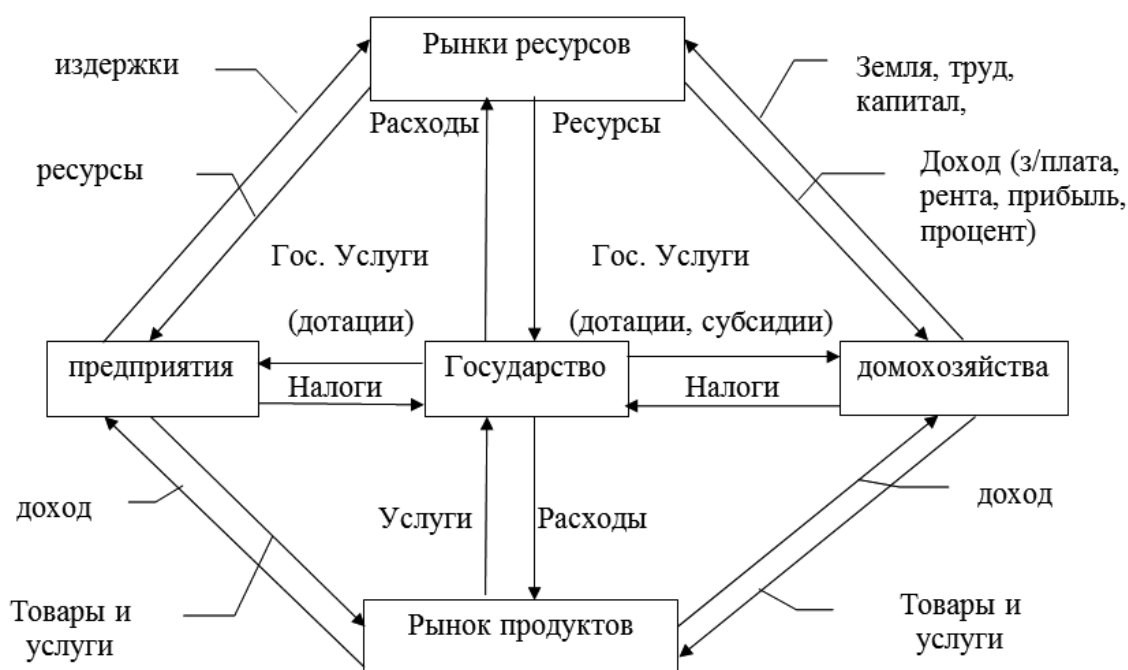 Рынки ресурсов
издержки
Земля, труд,
капитал,
Расходы
Ресурсы
ресурсы
Доход (з/плата,
рента, прибыль,
процент)
Гос. Услуги
Гос. Услуги
(дотации)
(дотации, субсидии)
предприятия
Государство
домохозяйства
Налоги
Налоги
доход
Услуги
Расходы
доход
Товары и
услуги
Рынок продуктов
Товары и
услуги